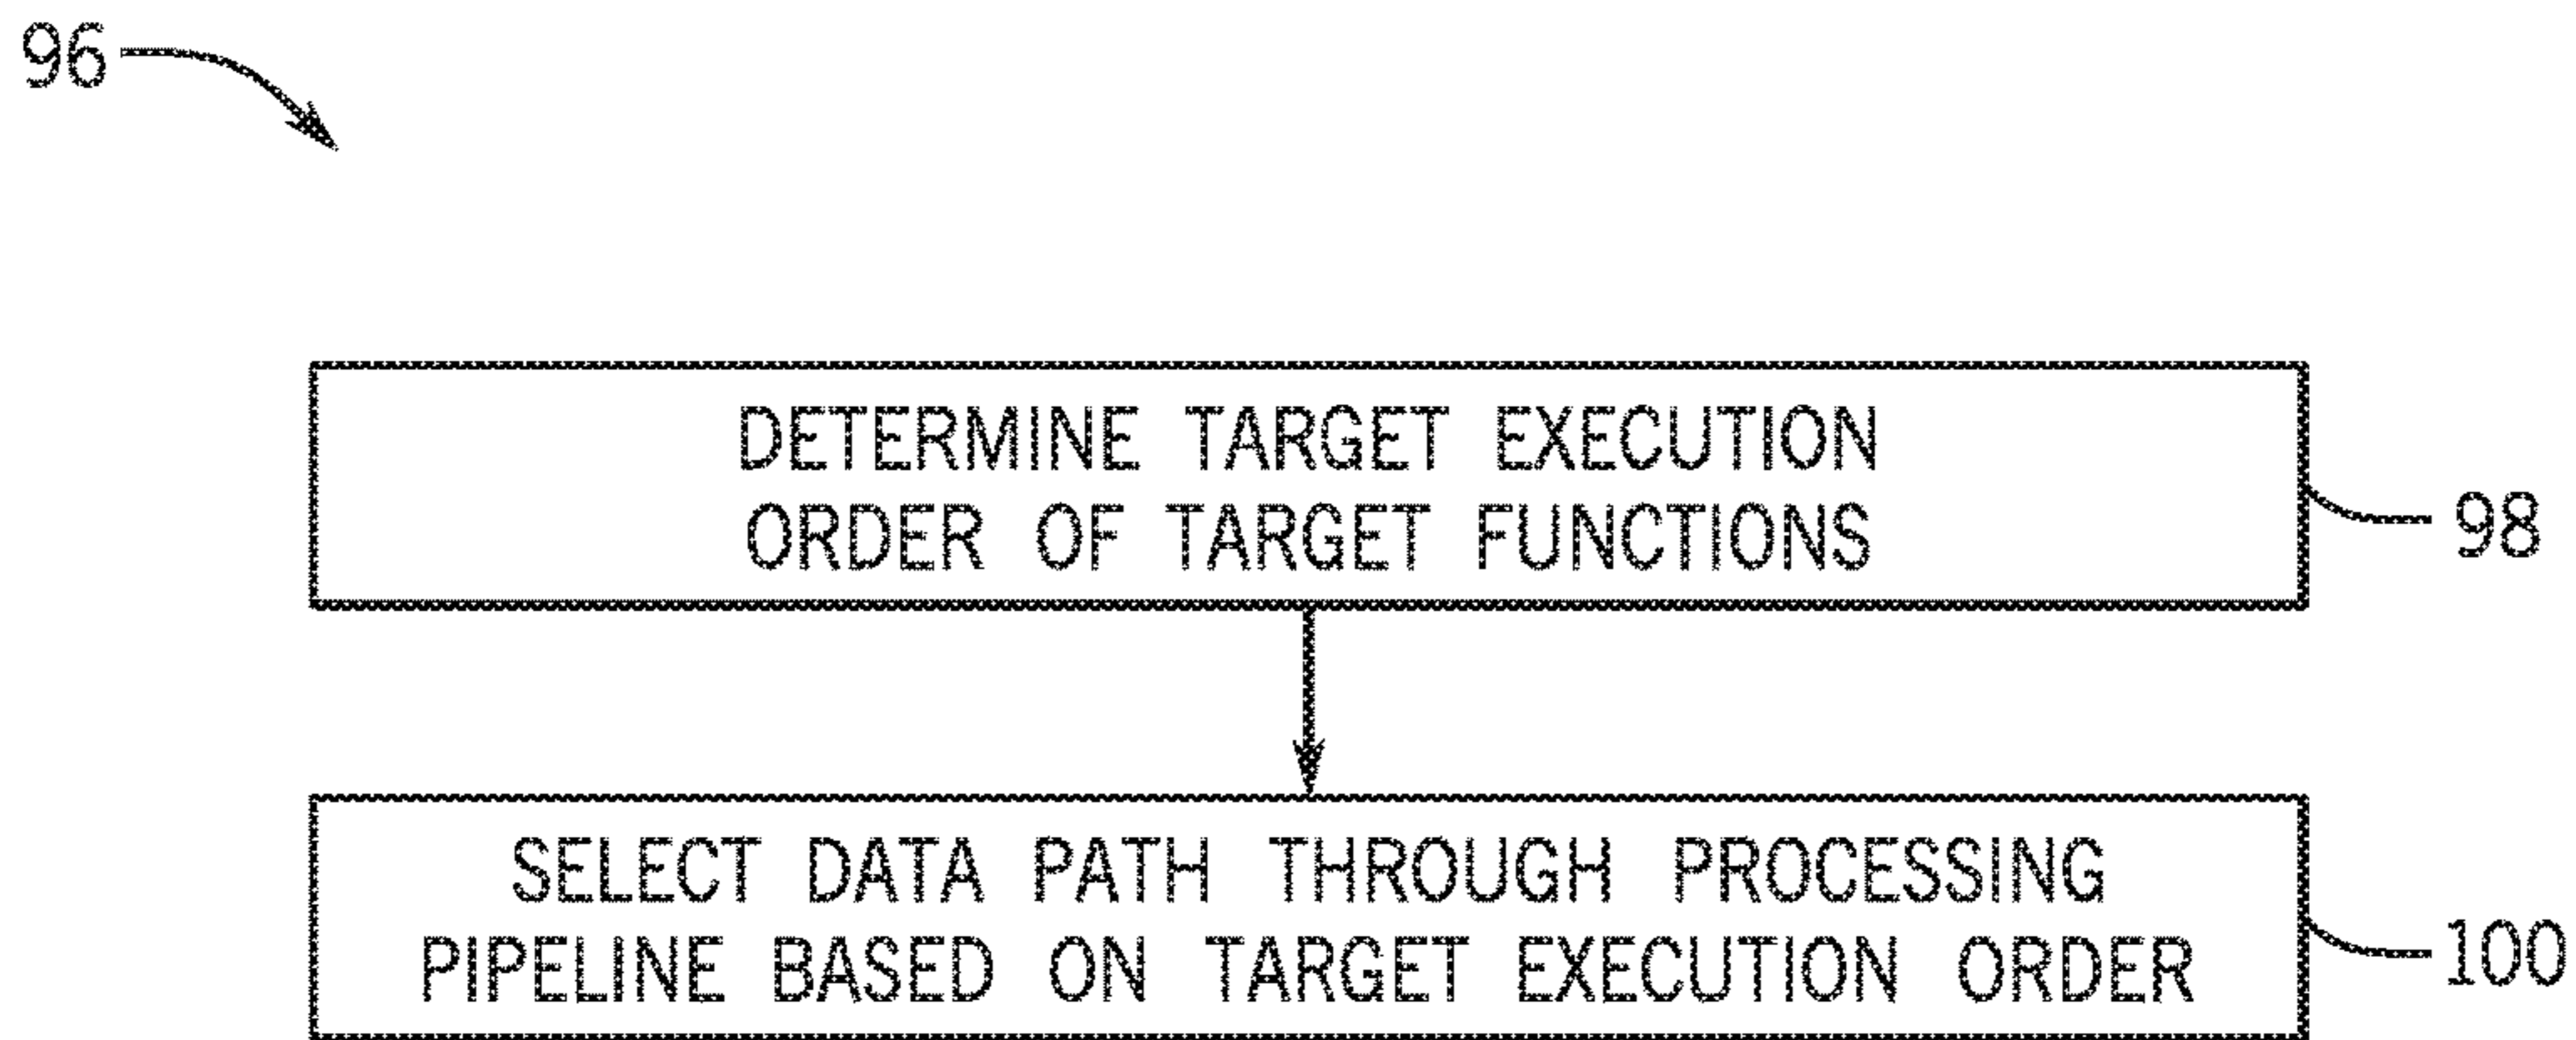 96
DETERMINE TARGET EXECUTION
ORDER OF TARGET FUNCTIONS
98
SELECT DATA PATH THROUGH PROCESSING
PIPELINE BASED ON TARGET EXECUTION ORDER
100